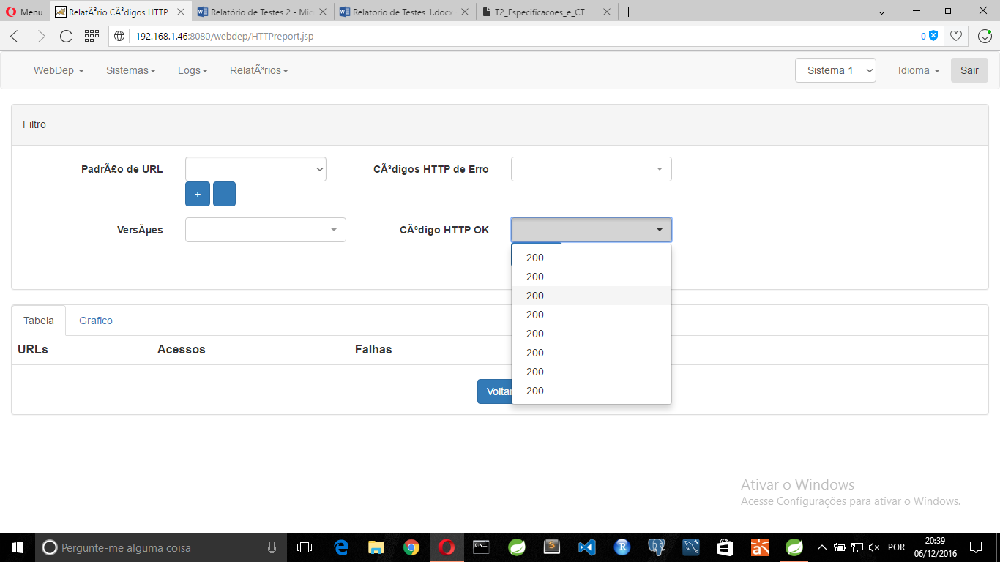 Menu
RelatÃ³rio CÃ³digos HTTP
Relatório de Testes 2 - Mic
Relatorio de Testes 1.docx
T2_Especificacoes_e_CT
192.168.1.46:8080/webdep/HTTPreport.jsp
0
WebDep
Sistemas
Logs
RelatÃ³rios
Sistema 1
Idioma
Sair
Filtro
PadrÃ£o de URL
CÃ³digos HTTP de Erro
+
-
VersÃµes
CÃ³digo HTTP OK
200
200
200
200
200
200
200
200
Tabela
Grafico
URLs
Acessos
Falhas
Voltar
Ativar o Windows
Acesse Configurações para ativar o Windows.
Pergunte-me alguma coisa
POR
20:39
06/12/2016